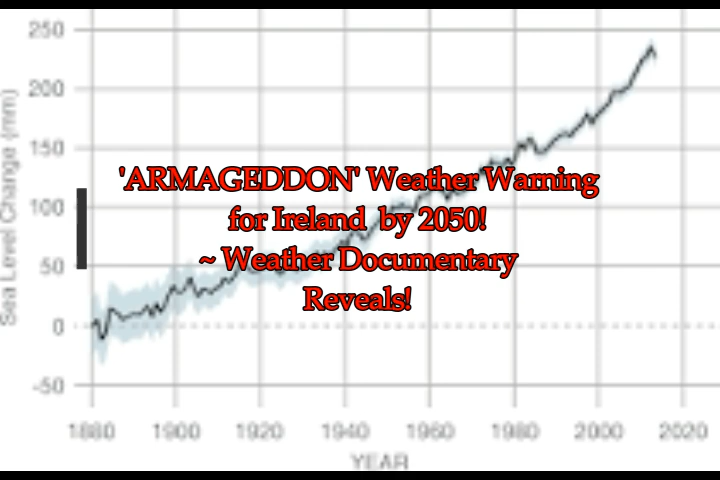 250
200
150
100
50
0
-50
Sea Level Change (mm)
'ARMAGEDDON' Weather Warning
for Ireland by 2050!
~ Weather Documentary
Reveals!
1880 1900 1920 1940 1960 1980 2000 2020
YEAR